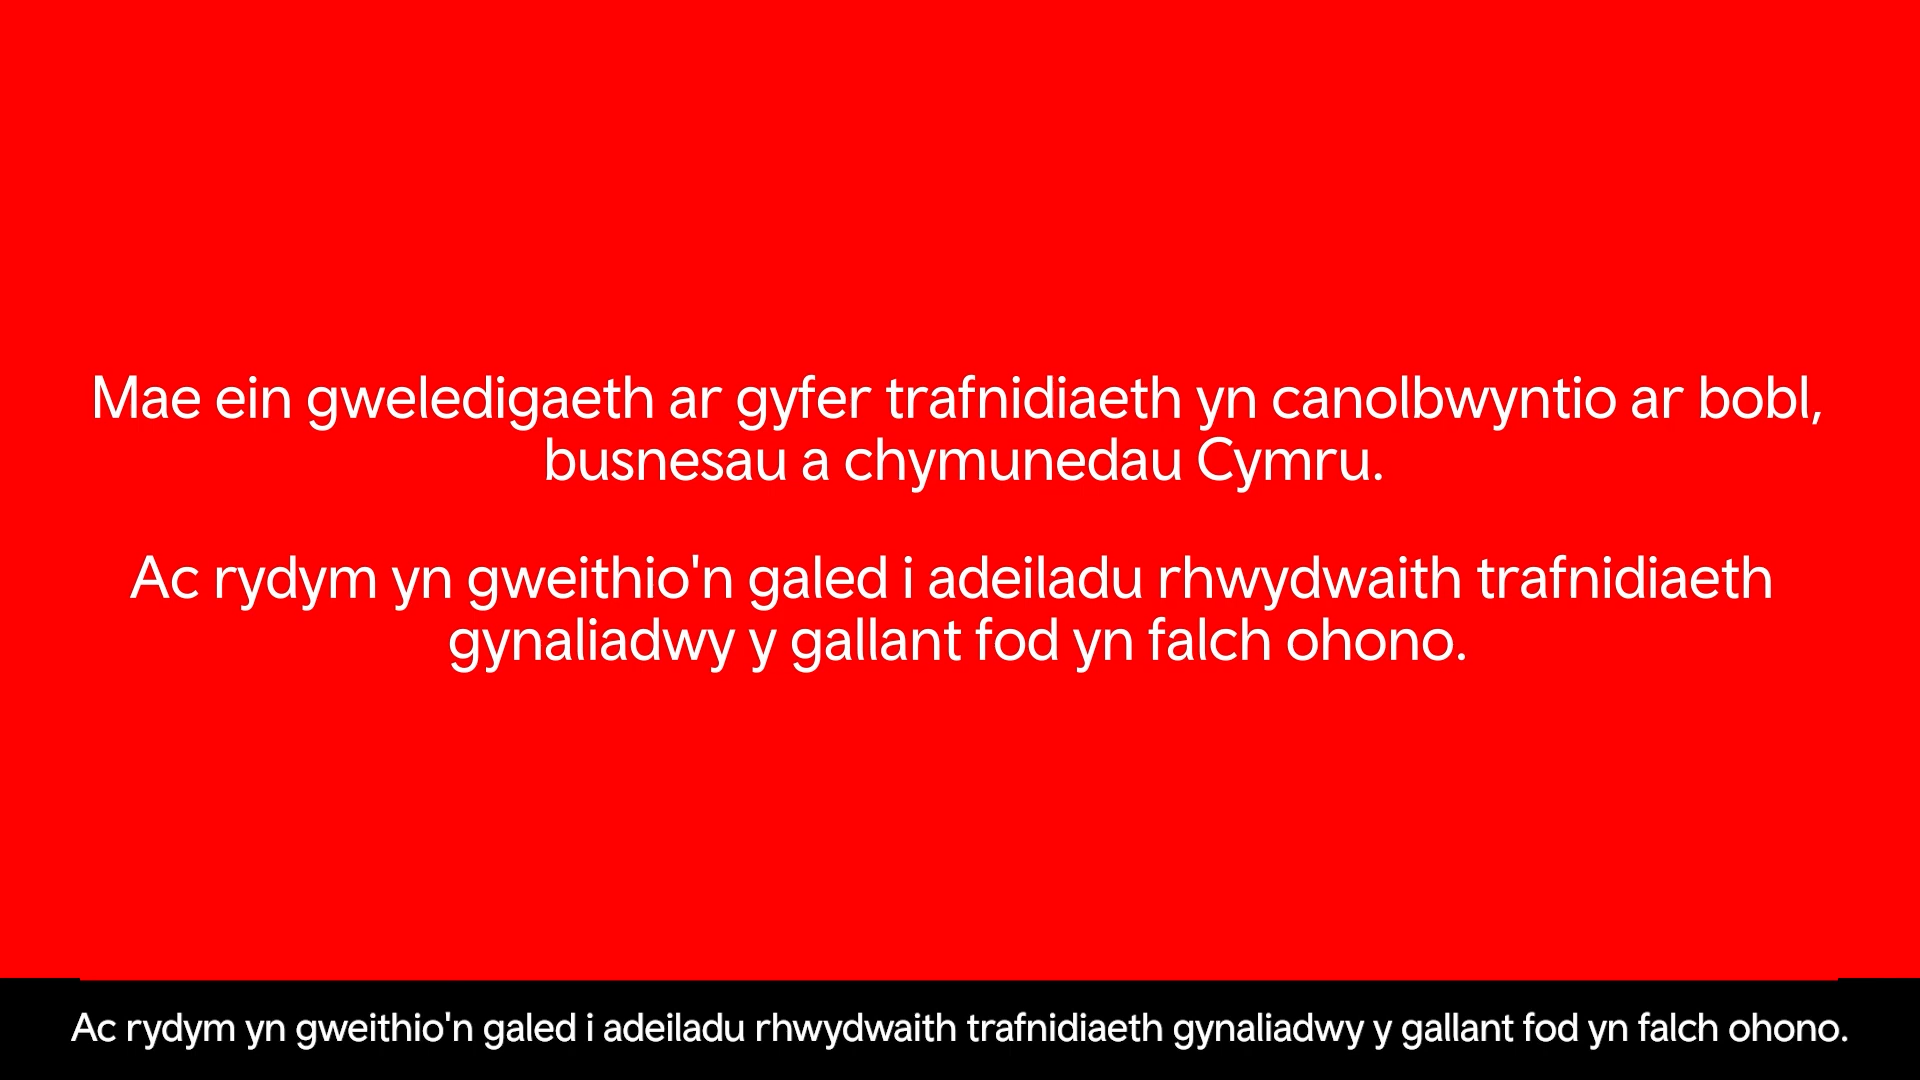 Mae ein gweledigaeth ar gyfer trafnidiaeth yn canolbwyntio ar bobl,
busnesau a chymunedau Cymru.
Ac rydym yn gweithio'n galed i adeiladu rhwydwaith trafnidiaeth
gynaliadwy y gallant fod yn falch ohono.
Ac rydym yn gweithio'n galed i adeiladu rhwydwaith trafnidiaeth gynaliadwy y gallant fod yn falch ohono.